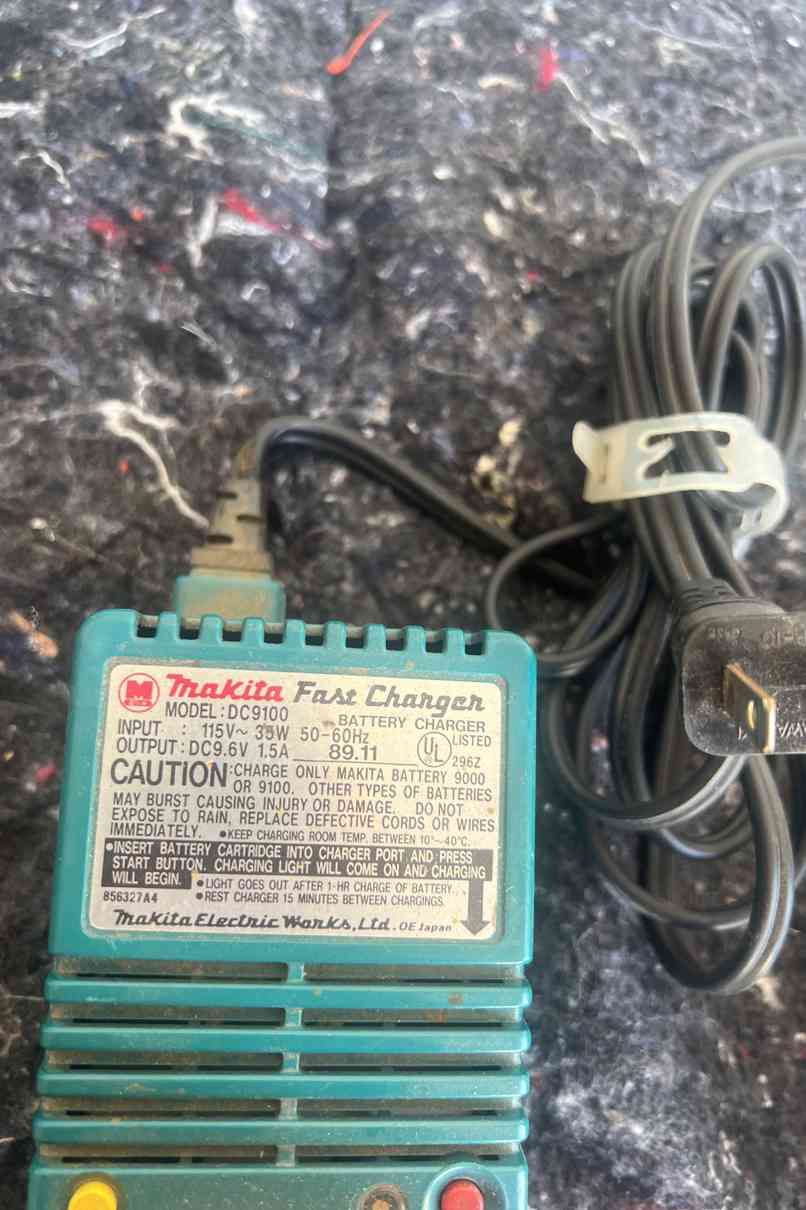 M Makita Fast Charger
MODEL:DC9100 BATTERY CHARGER
INPUT : 115V~ 35W 50-60Hz
OUTPUT:DC9.6V 1.5A 89.11 UL LISTED 296Z
CAUTION:CHARGE ONLY MAKITA BATTERY 9000
OR 9100. OTHER TYPES OF BATTERIES
MAY BURST CAUSING INJURY OR DAMAGE. DO NOT
EXPOSE TO RAIN, REPLACE DEFECTIVE CORDS OR WIRES
IMMEDIATELY. •KEEP CHARGING ROOM TEMP. BETWEEN 10°~40°C.
•INSERT BATTERY CARTRIDGE INTO CHARGER PORT AND PRESS
START BUTTON. CHARGING LIGHT WILL COME ON AND CHARGING
WILL BEGIN. •LIGHT GOES OUT AFTER 1-HR CHARGE OF BATTERY.
856327A4 •REST CHARGER 15 MINUTES BETWEEN CHARGINGS.
Makita Electric Works, Ltd. OE Japan